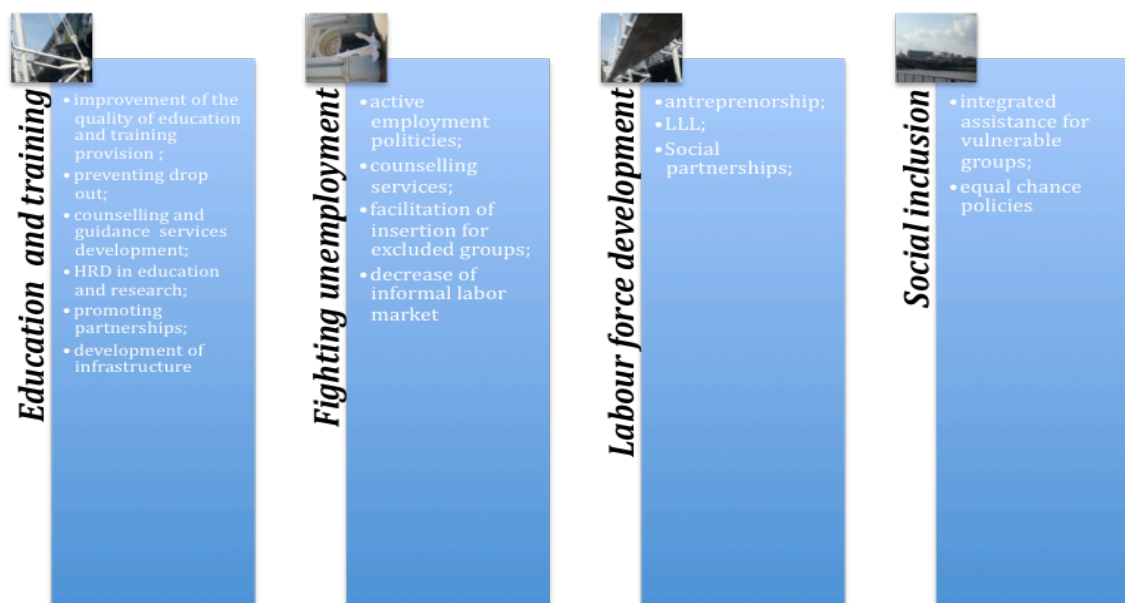 Education and training
• improvement of the
quality of education
and training
provision ;
• preventing drop
out;
• counselling and
guidance services
development;
• HRD in education
and research;
• promoting
partnerships;
• development of
infrastructure
Fighting unemployment
• active
employment
politicies;
• counselling
services;
• facilitation of
insertion for
excluded groups;
• decrease of
informal labor
market
Labour force development
• antreprenorship;
• LLL;
• Social
partnerships;
Social inclusion
• integrated
assistance for
vulnerable
groups;
• equal chance
policies